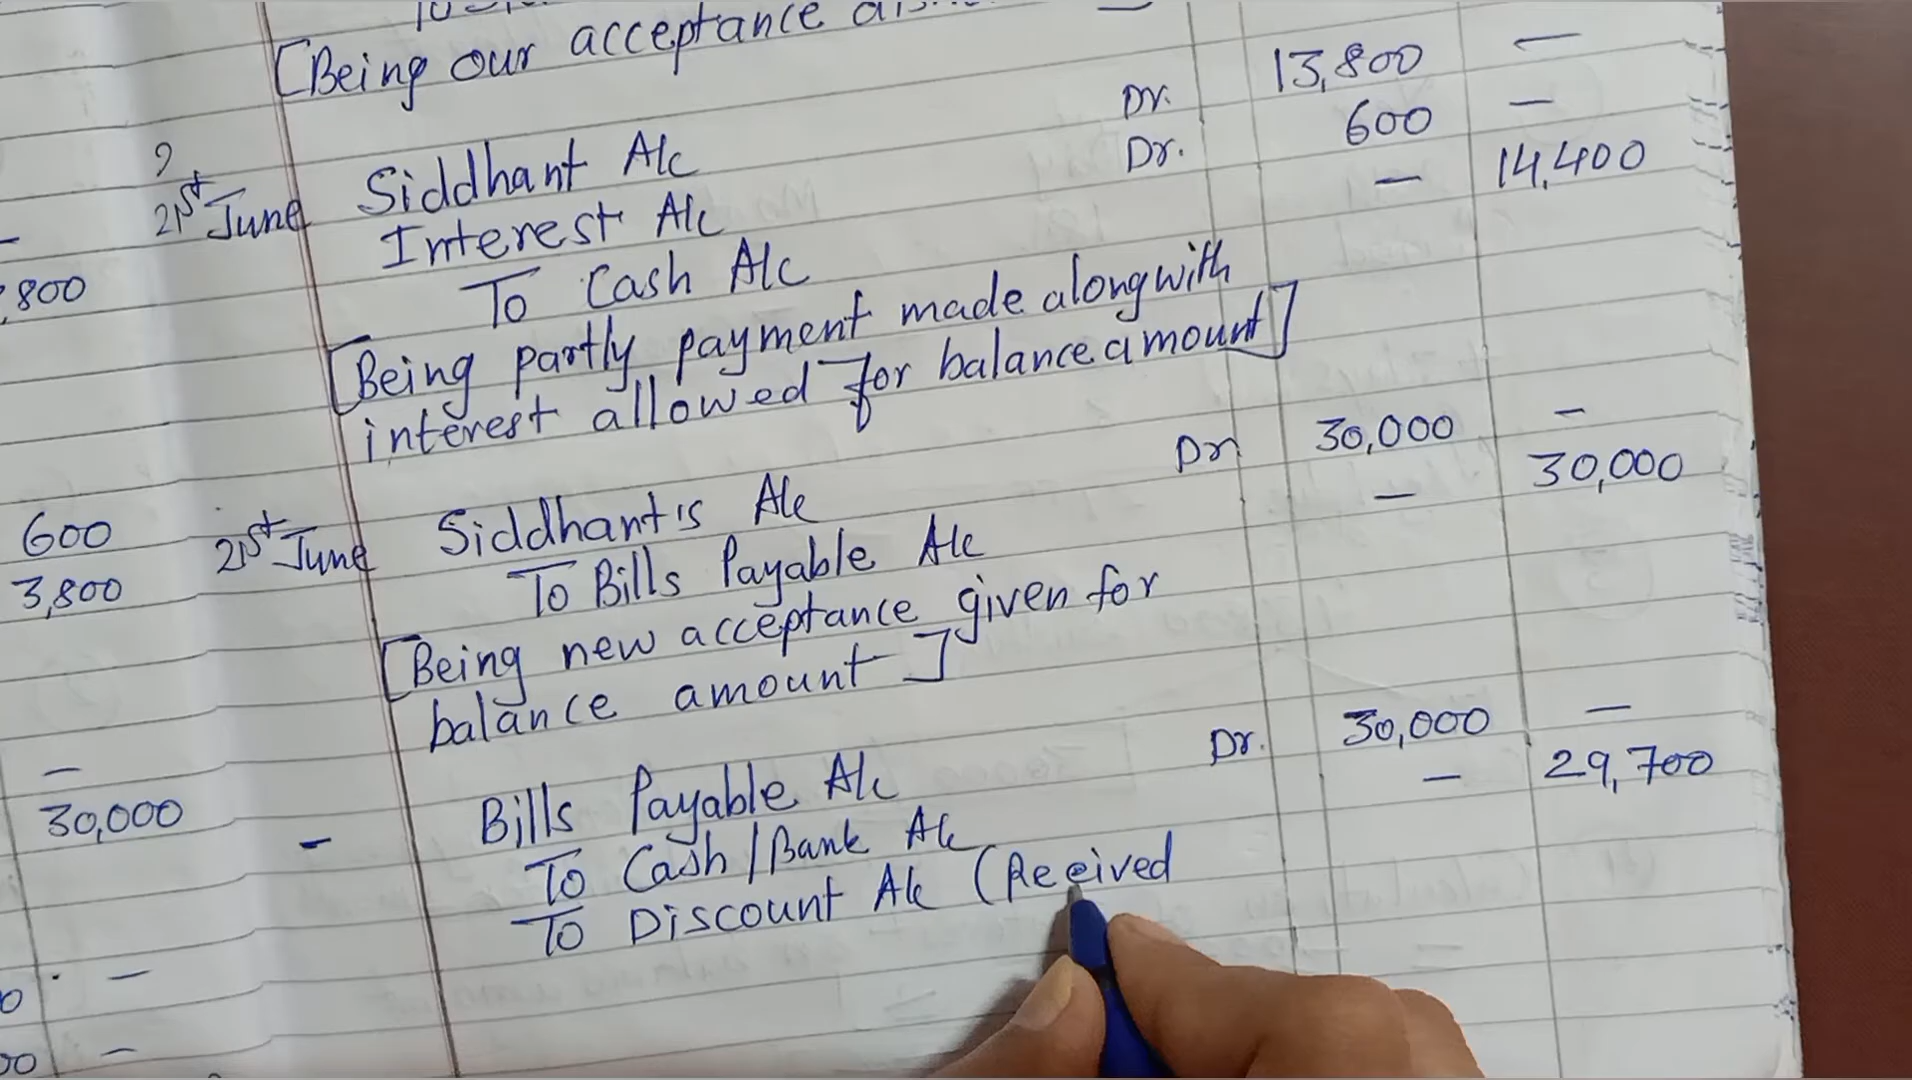 [Being our acceptance
Siddhant A/c Dr. 13,800 —
21st June Interest A/c Dr. 600 —
To Cash A/c — 14,400
[Being partly payment made alongwith
interest allowed for balance amount]
21st June Siddhant's A/c Dr 30,000 —
To Bills Payable A/c — 30,000
[Being new acceptance given for
balance amount]
— Bills Payable A/c Dr. 30,000 —
To Cash/Bank A/c — 29,700
To Discount A/c (Received
800
600
3,800
—
30,000
—
—